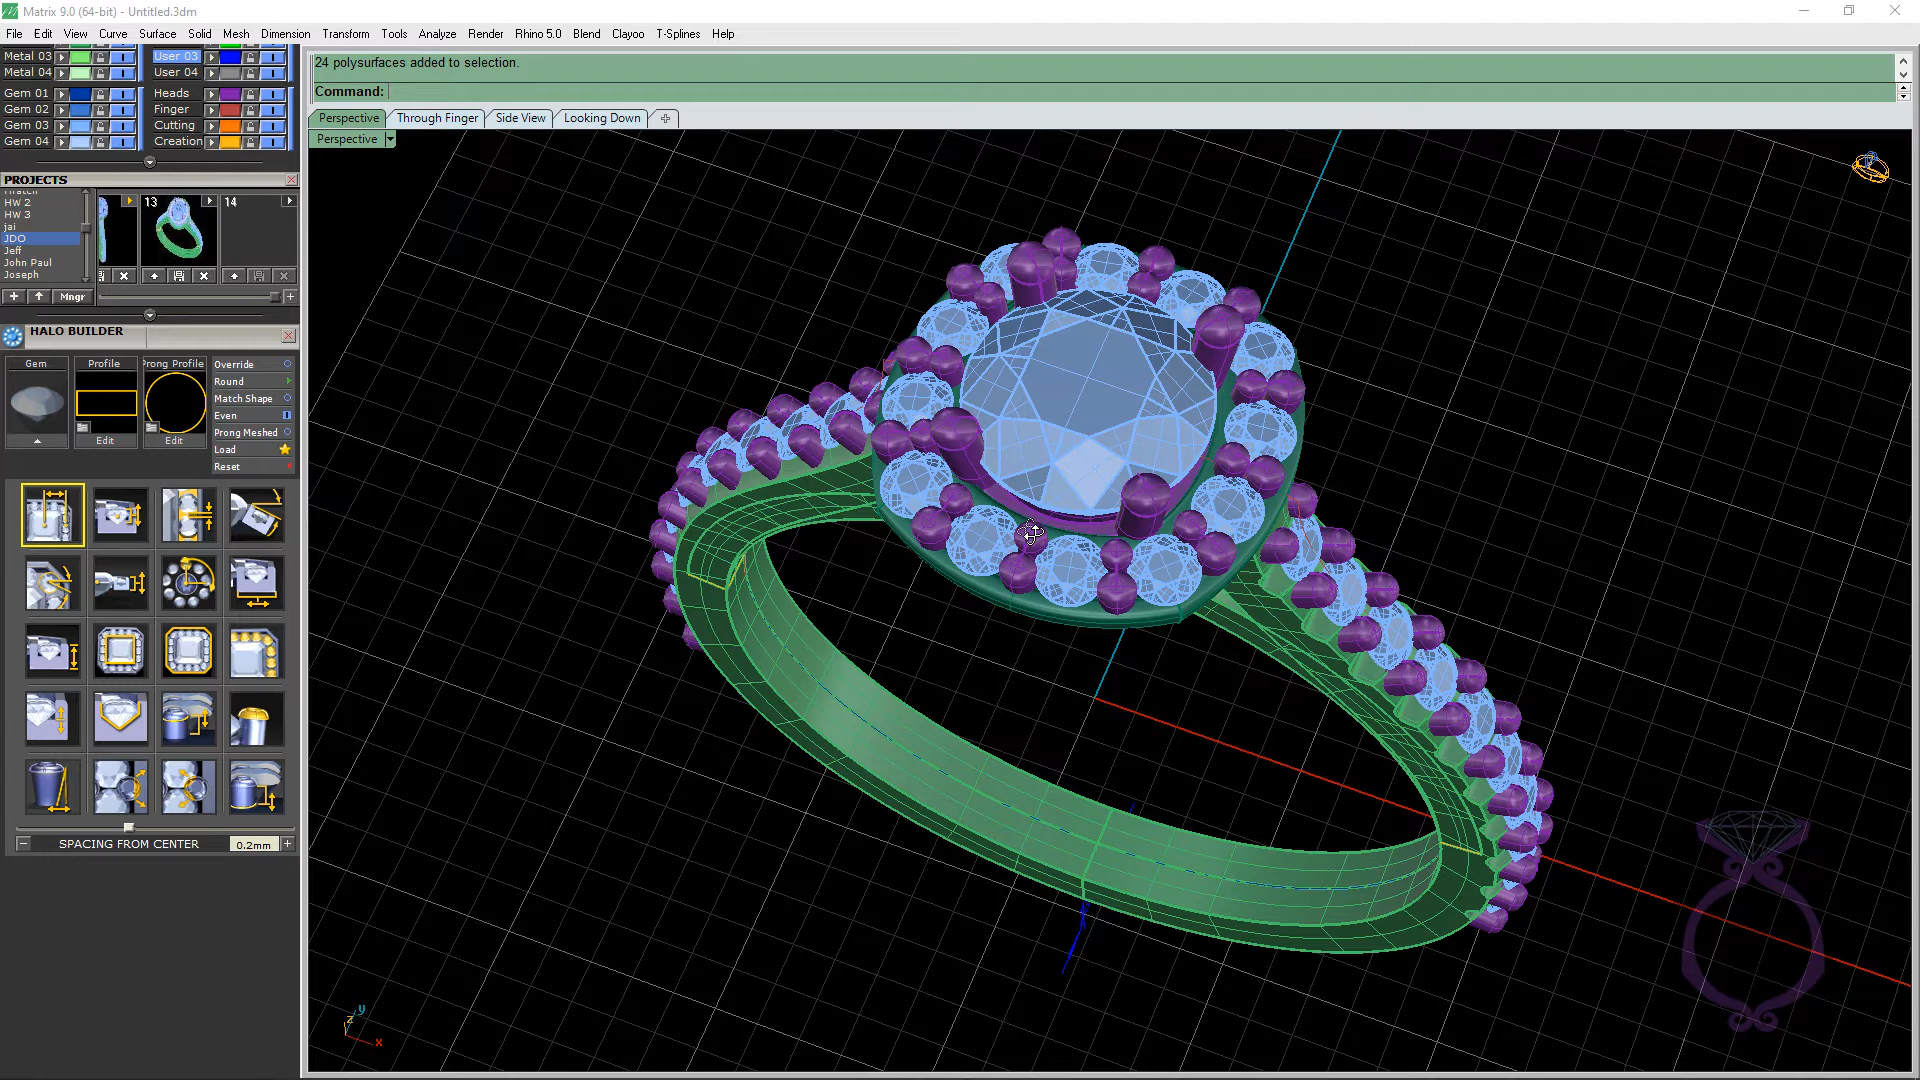 Matrix 9.0 (64-bit) - Untitled.3dm
File Edit View Curve Surface Solid Mesh Dimension Transform Tools Analyze Render Rhino 5.0 Blend Clayoo T-Splines Help
Metal 03 User 03
Metal 04 User 04
Gem 01 Heads
Gem 02 Finger
Gem 03 Cutting
Gem 04 Creation
24 polysurfaces added to selection.
Command:
Perspective Through Finger Side View Looking Down
Perspective
PROJECTS
HW 2
HW 3
jai
JDO
Jeff
John Paul
Joseph
13 14
Mngr
HALO BUILDER
Gem Profile Prong Profile
Edit Edit
Override
Round
Match Shape
Even
Prong Meshed
Load
Reset
SPACING FROM CENTER 0.2mm
y
z
x